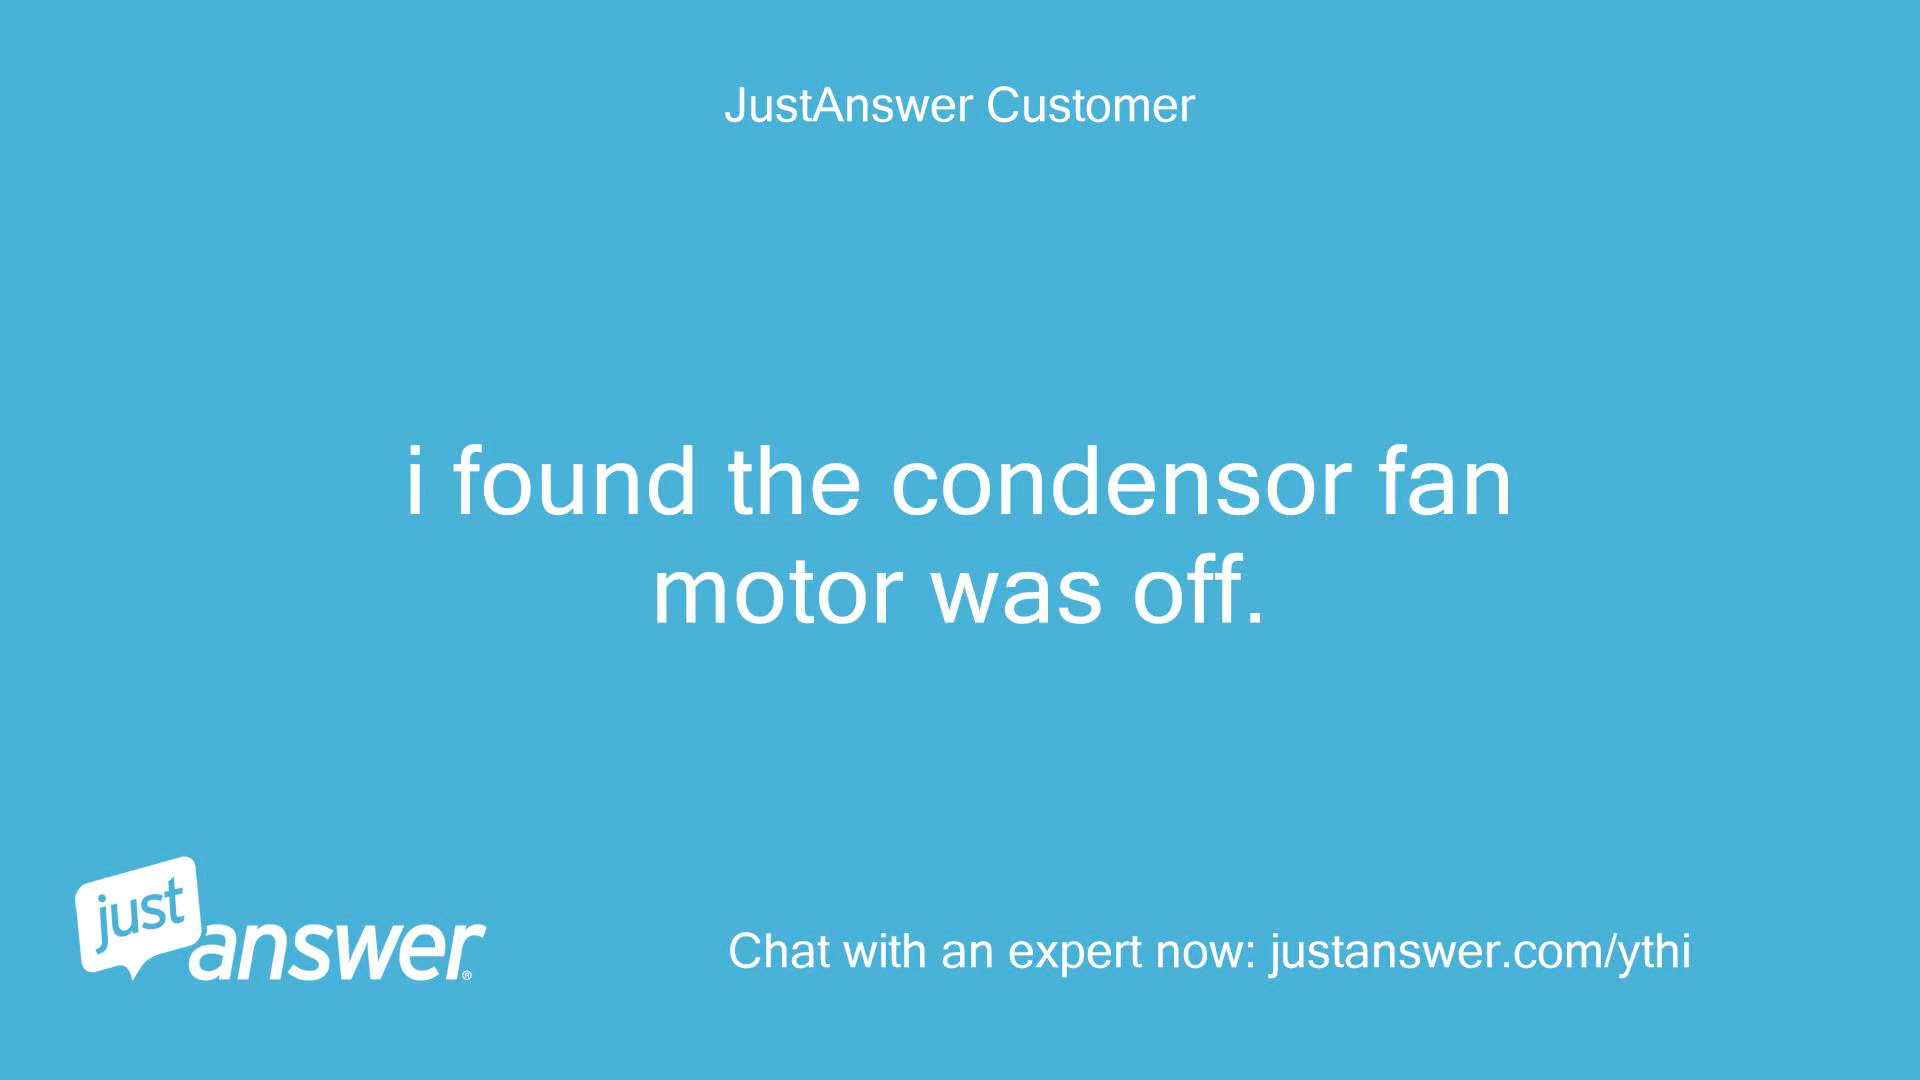 JustAnswer Customer
i found the condensor fan
motor was off.
just
answer®
Chat with an expert now: justanswer.com/ythi